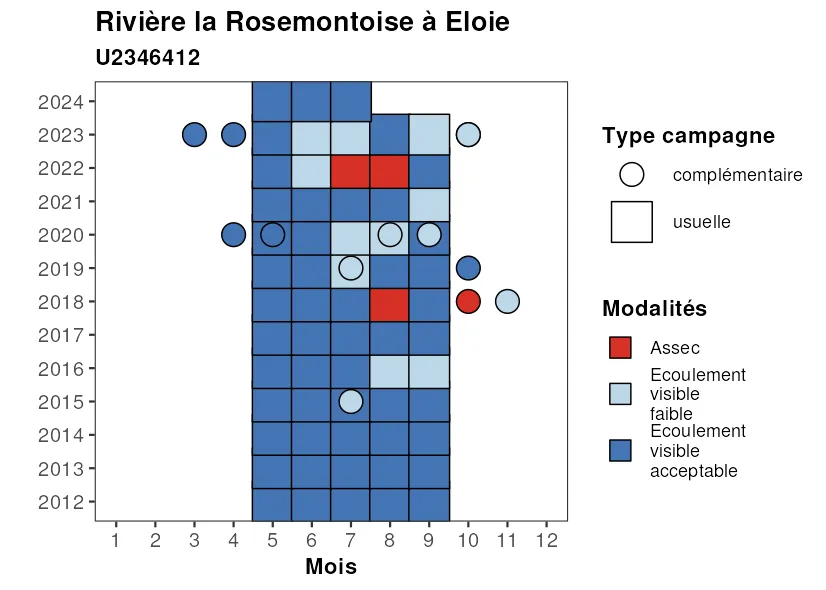 Rivière la Rosemontoise à Eloie
U2346412
2024
2023
2022
2021
2020
2019
2018
2017
2016
2015
2014
2013
2012
1 2 3 4 5 6 7 8 9 10 11 12
Mois
Type campagne
complémentaire
usuelle
Modalités
Assec
Ecoulement
visible
faible
Ecoulement
visible
acceptable